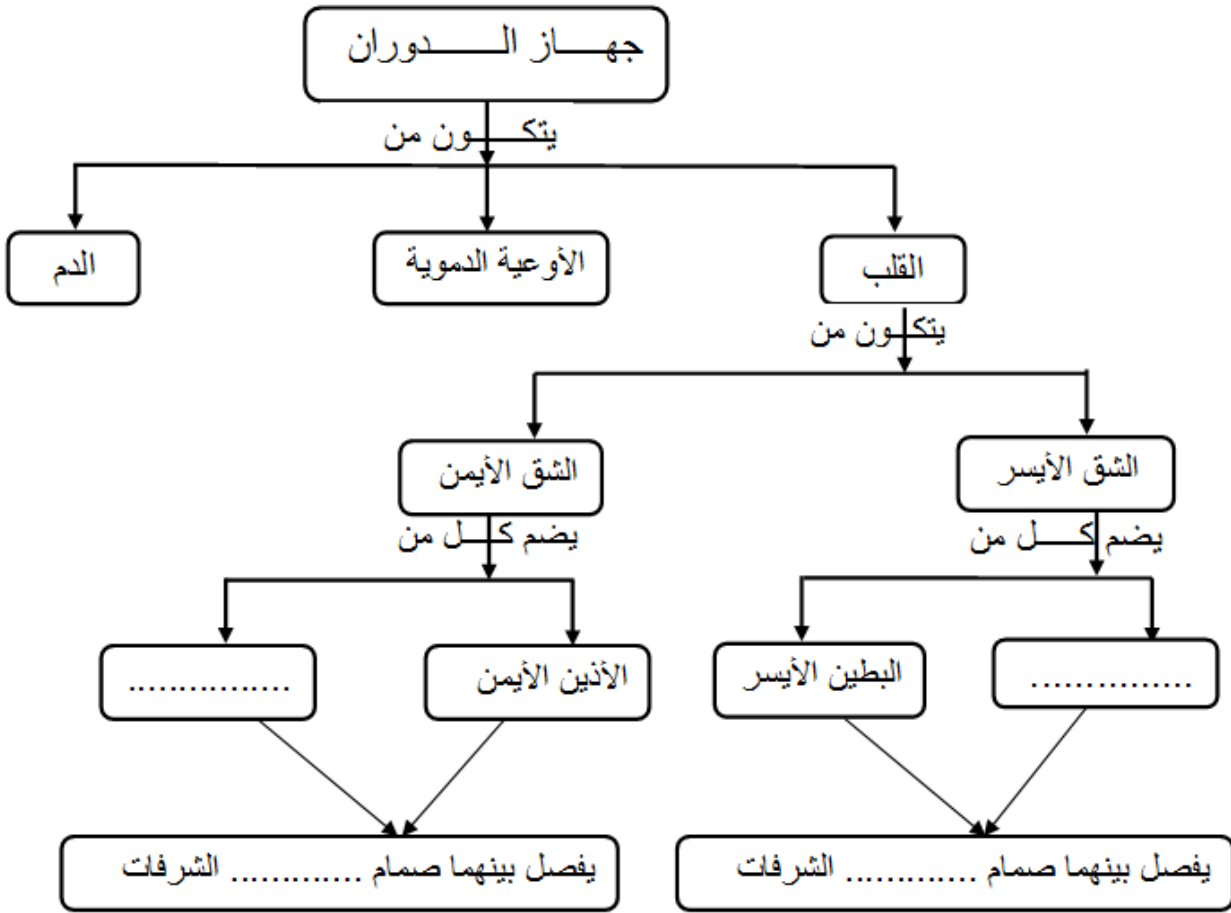 جهـــاز الـــــدوران
يتكـــون من
القلب
الأوعية الدموية
الدم
يتكـون من
الشق الأيسر
الشق الأيمن
يضم كـــل من
يضم كـــل من
...............
البطين الأيسر
الأذين الأيمن
................
يفصل بينهما صمام ............. الشرفات
يفصل بينهما صمام ............. الشرفات